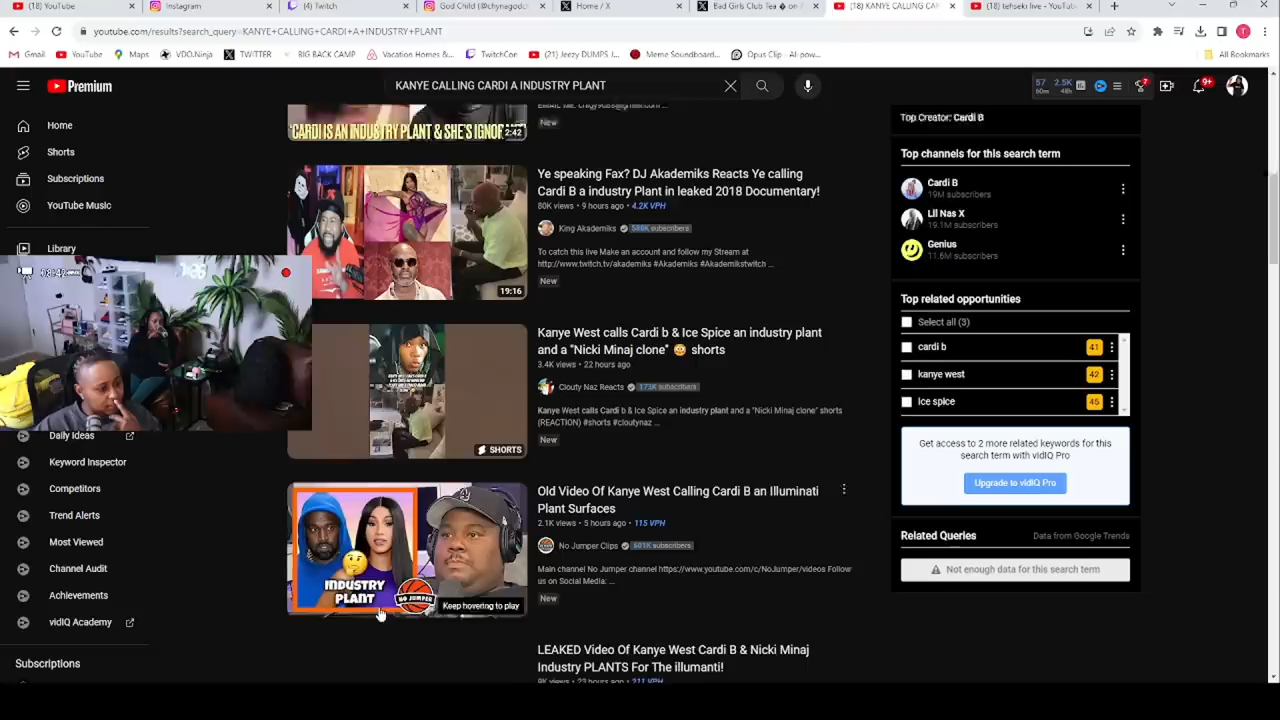 (18) YouTube
Instagram
Twitch
God Child (@chynagodc
Home / X
Bad Girls Club Tea
on
(18) KANYE CALLING CAR
(18) tehseki live - YouTube
youtube.com/results?search_query=KANYE+CALLING+CARDI+A+INDUSTRY+PLANT
Gmail
YouTube
Maps
VDO.Ninja
TWITTER
BIG BACK CAMP
Vacation Homes &...
TwitchCon
(21) Jeezy DUMPS J...
Meme Soundboard...
Opus Clip - AI-pow...
All Bookmarks
Premium
KANYE CALLING CARDI A INDUSTRY PLANT
57
60m
2.5K
48h
7
9+
Home
Shorts
Subscriptions
YouTube Music
Library
Daily Ideas
Keyword Inspector
Competitors
Trend Alerts
Most Viewed
Channel Audit
Achievements
vidIQ Academy
Subscriptions
"CARDI IS AN INDUSTRY PLANT & SHE'S
2:42
New
Ye speaking Fax? DJ Akademiks Reacts Ye calling
Cardi B a industry Plant in leaked 2018 Documentary!
80K views • 9 hours ago • 4.2K VPH
King Akademiks
588K subscribers
To catch this live Make an account and follow my Stream at
http://www.twitch.tv/akademiks #Akademiks #Akademikstwitch ...
New
19:16
Kanye West calls Cardi b & Ice Spice an industry plant
and a "Nicki Minaj clone" 😳 shorts
3.4K views • 22 hours ago
Clouty Naz Reacts
173K subscribers
Kanye West calls Cardi b & Ice Spice an industry plant and a "Nicki Minaj clone" shorts
(REACTION) #shorts #cloutynaz ...
New
SHORTS
Old Video Of Kanye West Calling Cardi B an Illuminati
Plant Surfaces
2.1K views • 5 hours ago • 115 VPH
No Jumper Clips
601K subscribers
Main channel No Jumper channel https://www.youtube.com/c/NoJumper/videos Follow
us on Social Media: ...
New
INDUSTRY
PLANT
NO JUMPER
Keep hovering to play
LEAKED Video Of Kanye West Cardi B & Nicki Minaj
Industry PLANTS For The illumanti!
9K views • 23 hours ago • 211 VPH
Top Creator: Cardi B
Top channels for this search term
Cardi B
19M subscribers
Lil Nas X
19.1M subscribers
Genius
11.6M subscribers
Top related opportunities
Select all (3)
cardi b
41
kanye west
42
ice spice
45
Get access to 2 more related keywords for this
search term with vidIQ Pro
Upgrade to vidIQ Pro
Related Queries
Data from Google Trends
Not enough data for this search term